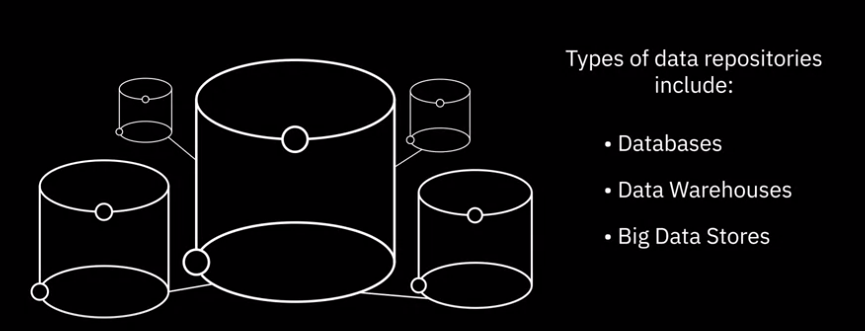 Types of data repositories
include:
• Databases
• Data Warehouses
• Big Data Stores